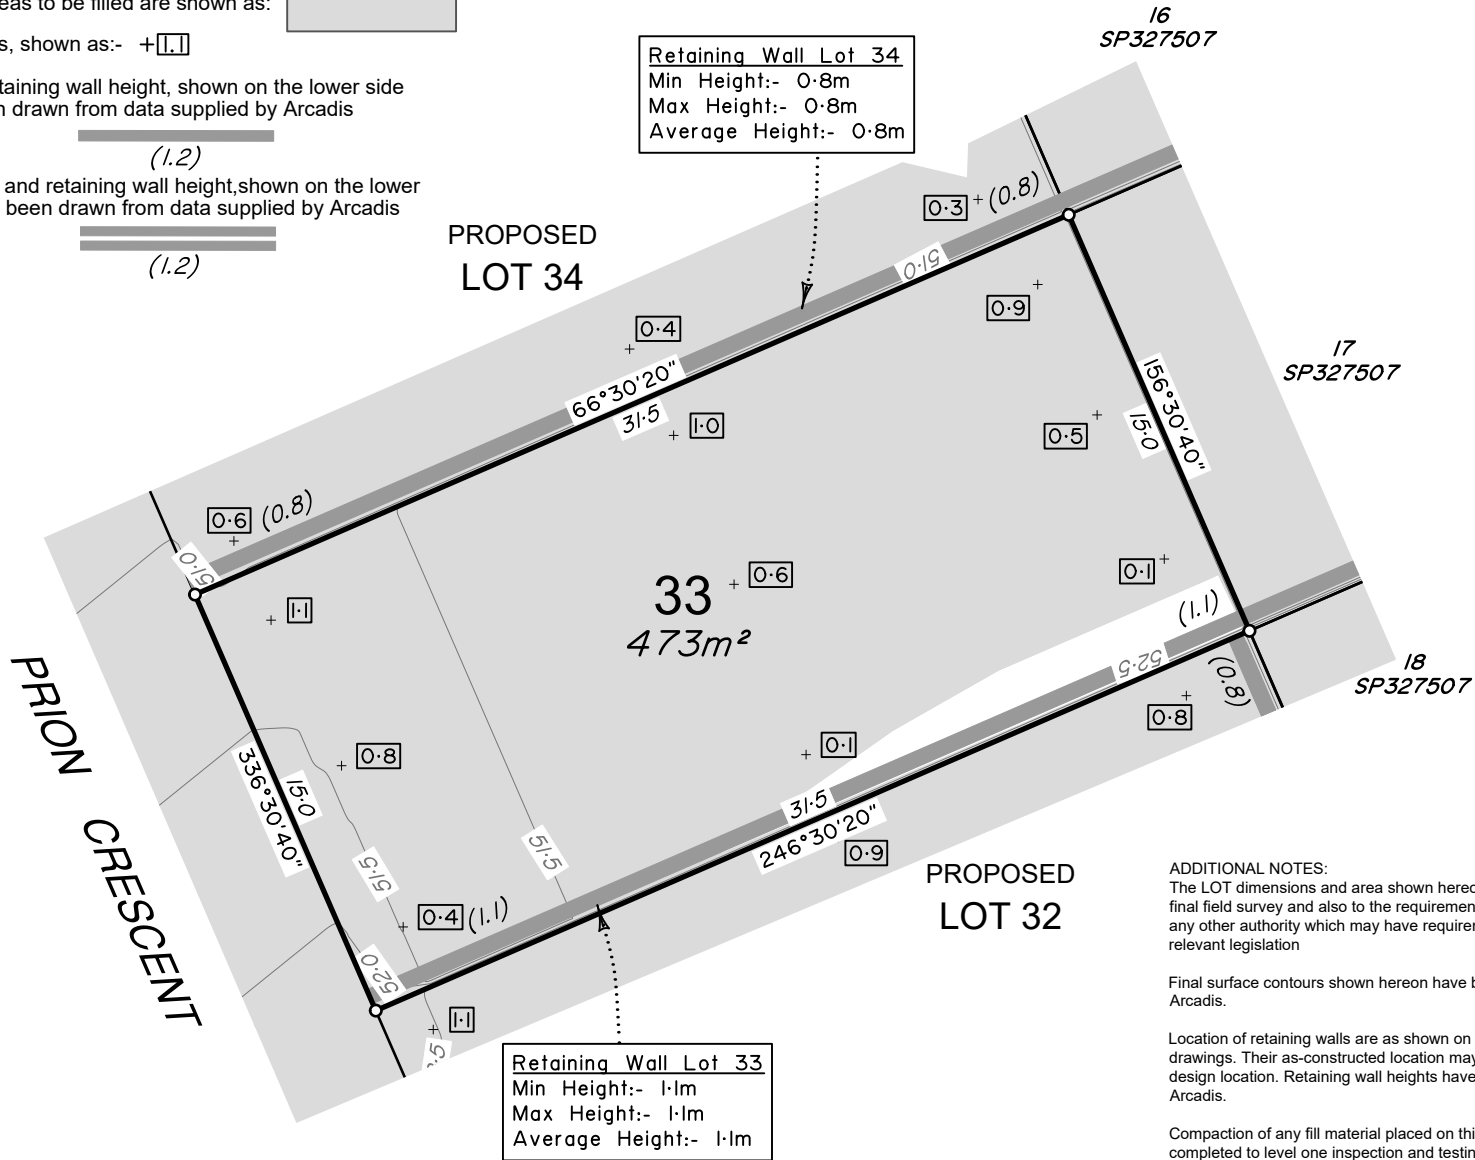 eas to be filled are shown as:
s, shown as:- +1.1
taining wall height, shown on the lower side
n drawn from data supplied by Arcadis
(1.2)
and retaining wall height,shown on the lower
been drawn from data supplied by Arcadis
(1.2)
Retaining Wall Lot 34
Min Height:- 0·8m
Max Height:- 0·8m
Average Height:- 0·8m
16
SP327507
PROPOSED
LOT 34
0·3 (0.8)
51·0
0·9
0·4
66°30'20"
31·5
1·0
17
SP327507
156°30'40"
15·0
0·5
0·6 (0.8)
51·0
1·1
33
473m²
0·6
0·1
(1.1)
52·5
(0.8)
18
SP327507
0·8
PRION CRESCENT
336°30'40"
15·0
0·8
0·1
31·5
246°30'20"
0·9
51·5
51·5
0·4 (1.1)
52·0
1·1
·5
PROPOSED
LOT 32
Retaining Wall Lot 33
Min Height:- 1·1m
Max Height:- 1·1m
Average Height:- 1·1m
ADDITIONAL NOTES:
The LOT dimensions and area shown hereo
final field survey and also to the requiremen
any other authority which may have requirer
relevant legislation
Final surface contours shown hereon have b
Arcadis.
Location of retaining walls are as shown on
drawings. Their as-constructed location may
design location. Retaining wall heights have
Arcadis.
Compaction of any fill material placed on thi
completed to level one inspection and testin